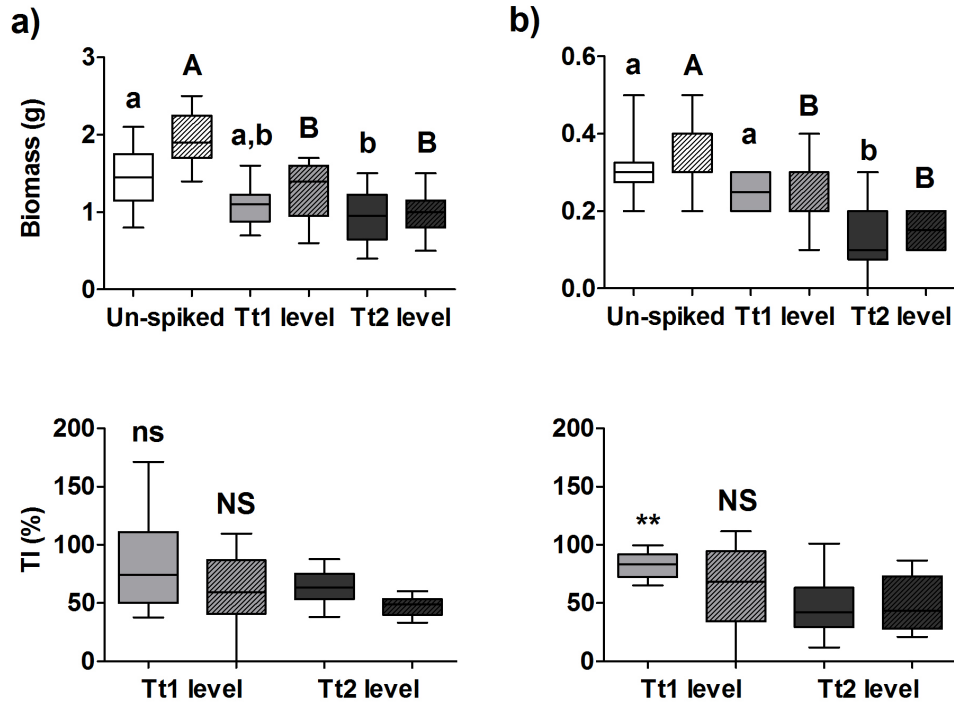 a)
Biomass (g)
3
2
1
0
a
A
a,b
B
b
B
Un-spiked Tt1 level Tt2 level
b)
0.6
0.4
0.2
0.0
a
A
a
B
b
B
Un-spiked Tt1 level Tt2 level
TI (%)
200
150
100
50
0
ns
NS
Tt1 level Tt2 level
200
150
100
50
0
**
NS
Tt1 level Tt2 level